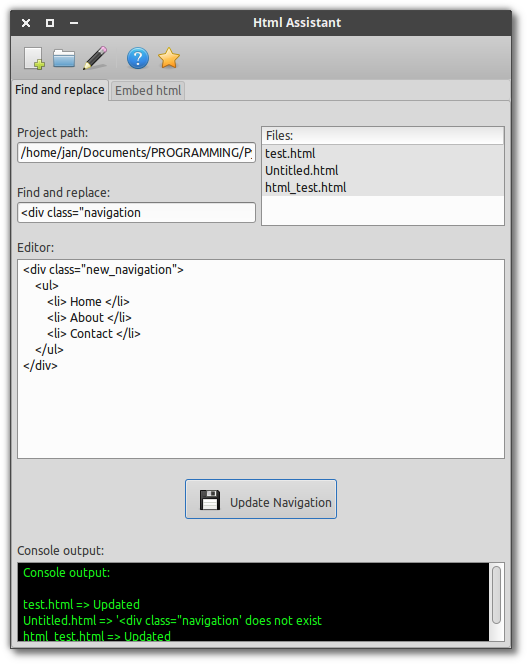 Html Assistant
Find and replace
Embed html
Project path:
/home/jan/Documents/PROGRAMMING/P
Files:
test.html
Untitled.html
html_test.html
Find and replace:
<div class="navigation
Editor:
<div class="new_navigation">
<ul>
<li> Home </li>
<li> About </li>
<li> Contact </li>
</ul>
</div>
Update Navigation
Console output:
Console output:
test.html => Updated
Untitled.html => '<div class="navigation' does not exist
html_test.html => Updated